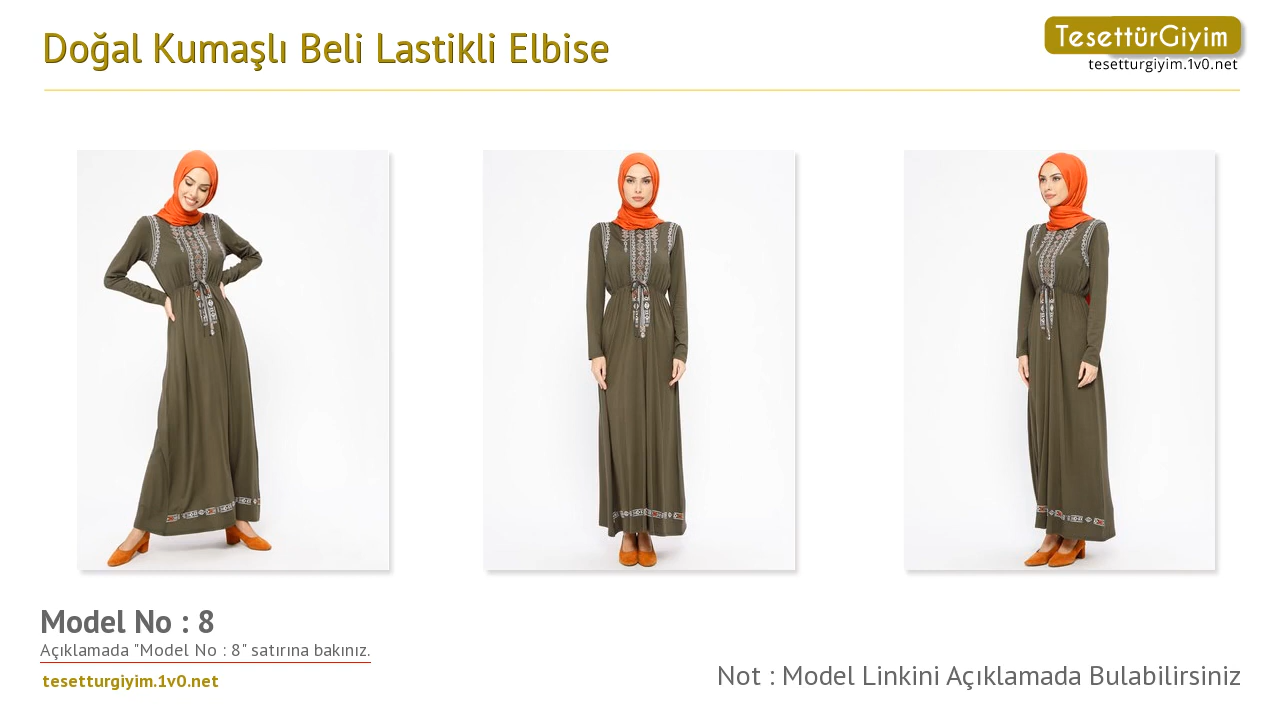 Doğal Kumaşlı Beli Lastikli Elbise
TesettürGiyim
tesetturgiyim.1v0.net
Model No : 8
Açıklamada "Model No : 8" satırına bakınız.
tesetturgiyim.1v0.net
Not : Model Linkini Açıklamada Bulabilirsiniz